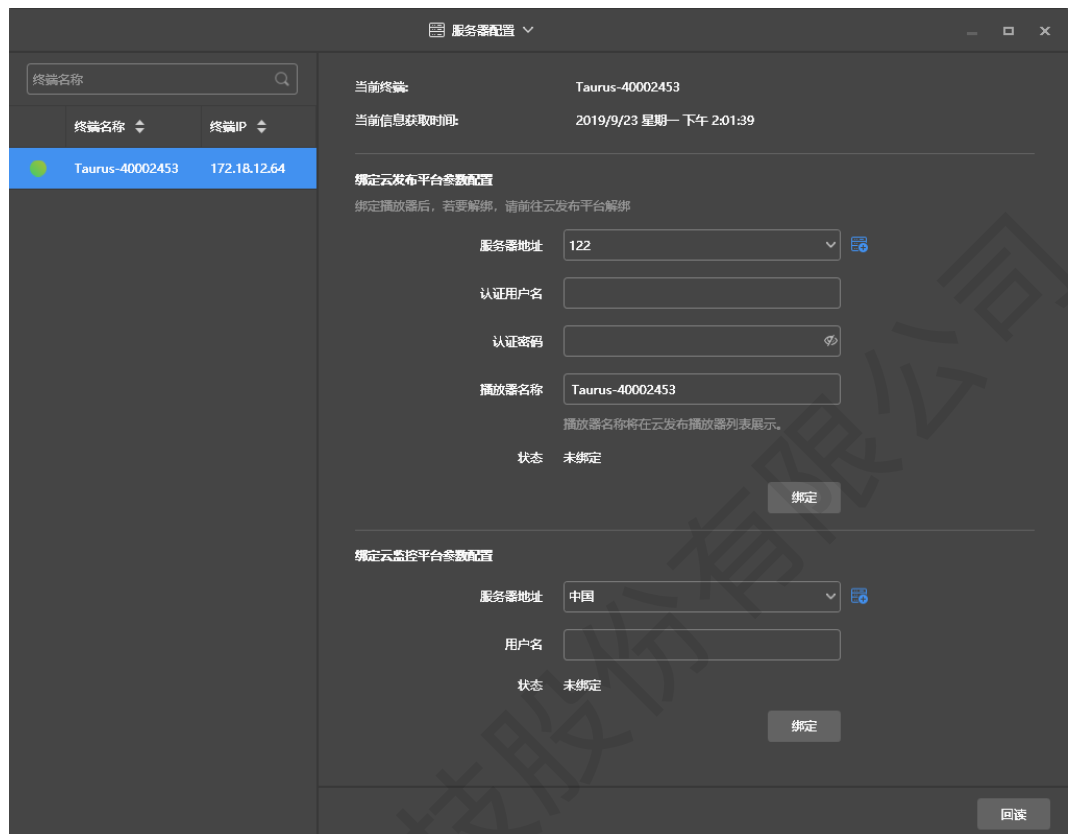 服务器配置
终端名称
终端名称 终端IP
Taurus-40002453 172.18.12.64
当前终端: Taurus-40002453
当前信息获取时间: 2019/9/23 星期一 下午 2:01:39
绑定云发布平台参数配置
绑定播放器后，若要解绑，请前往云发布平台解绑
服务器地址 122
认证用户名
认证密码
播放器名称 Taurus-40002453
播放器名称将在云发布播放器列表展示。
状态 未绑定
绑定
绑定云监控平台参数配置
服务器地址 中国
用户名
状态 未绑定
绑定
回读
技股份有限公司